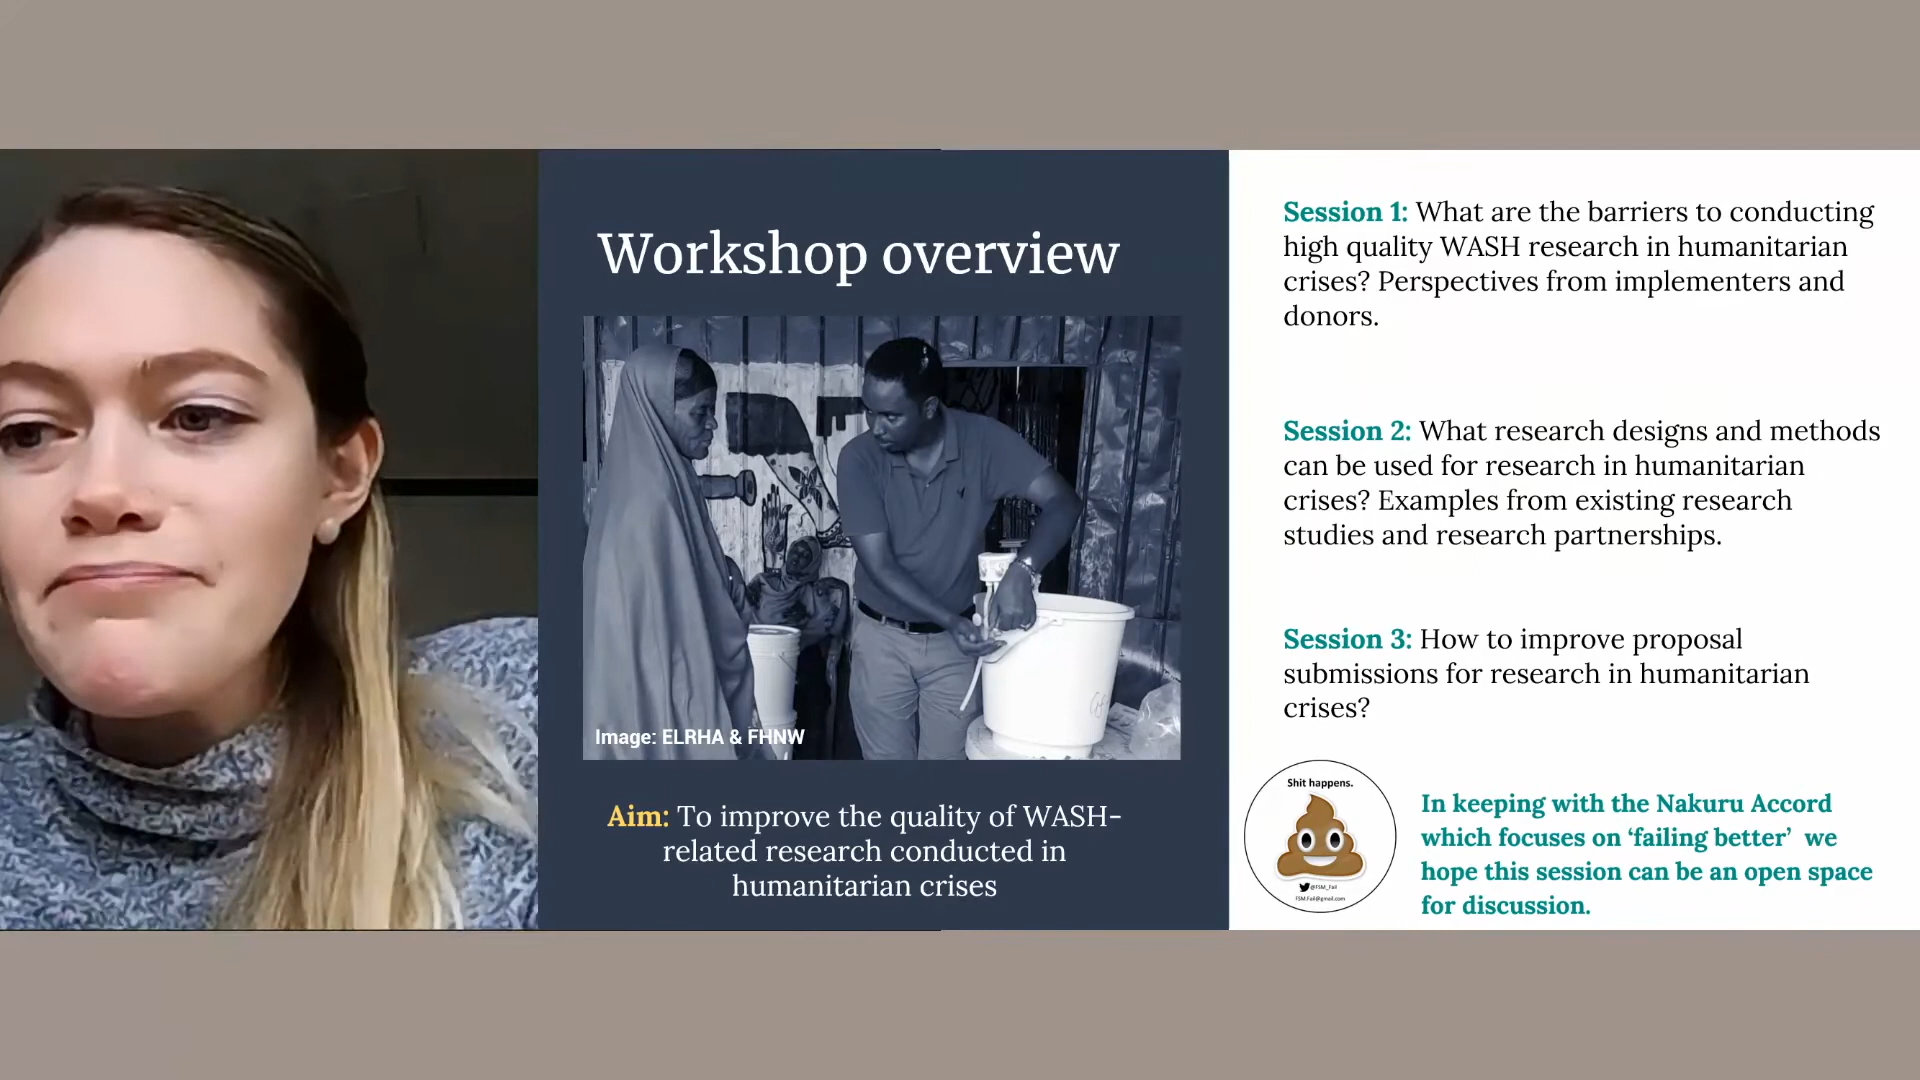 Workshop overview
Image: ELRHA & FHNW
Aim: To improve the quality of WASH-
related research conducted in
humanitarian crises
Session 1: What are the barriers to conducting
high quality WASH research in humanitarian
crises? Perspectives from implementers and
donors.
Session 2: What research designs and methods
can be used for research in humanitarian
crises? Examples from existing research
studies and research partnerships.
Session 3: How to improve proposal
submissions for research in humanitarian
crises?
Shit happens.
@FSM_Fail
FSM.Fail@gmail.com
In keeping with the Nakuru Accord
which focuses on ‘failing better’ we
hope this session can be an open space
for discussion.